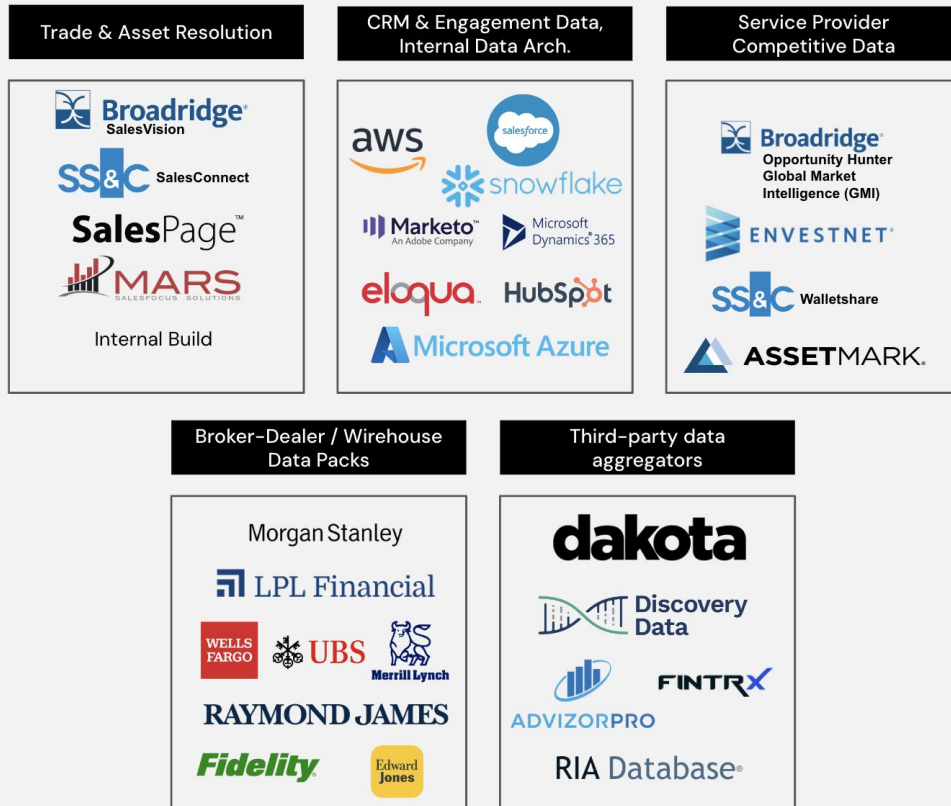 Trade & Asset Resolution
Broadridge®
SalesVision
SS&C SalesConnect
SalesPage™
MARS
SALESFOCUS SOLUTIONS
Internal Build
CRM & Engagement Data,
Internal Data Arch.
aws
salesforce
snowflake
Marketo™
An Adobe Company
Microsoft
Dynamics® 365
eloqua™
HubSpot
Microsoft Azure
Service Provider
Competitive Data
Broadridge®
Opportunity Hunter
Global Market
Intelligence (GMI)
ENVESTNET®
SS&C Walletshare
ASSETMARK®
Broker-Dealer / Wirehouse
Data Packs
Morgan Stanley
LPL Financial
WELLS
FARGO
UBS
Merrill Lynch
RAYMOND JAMES
Fidelity®
Edward
Jones
Third-party data
aggregators
dakota
Discovery
Data
ADVIZORPRO
FINTRX
RIA Database®